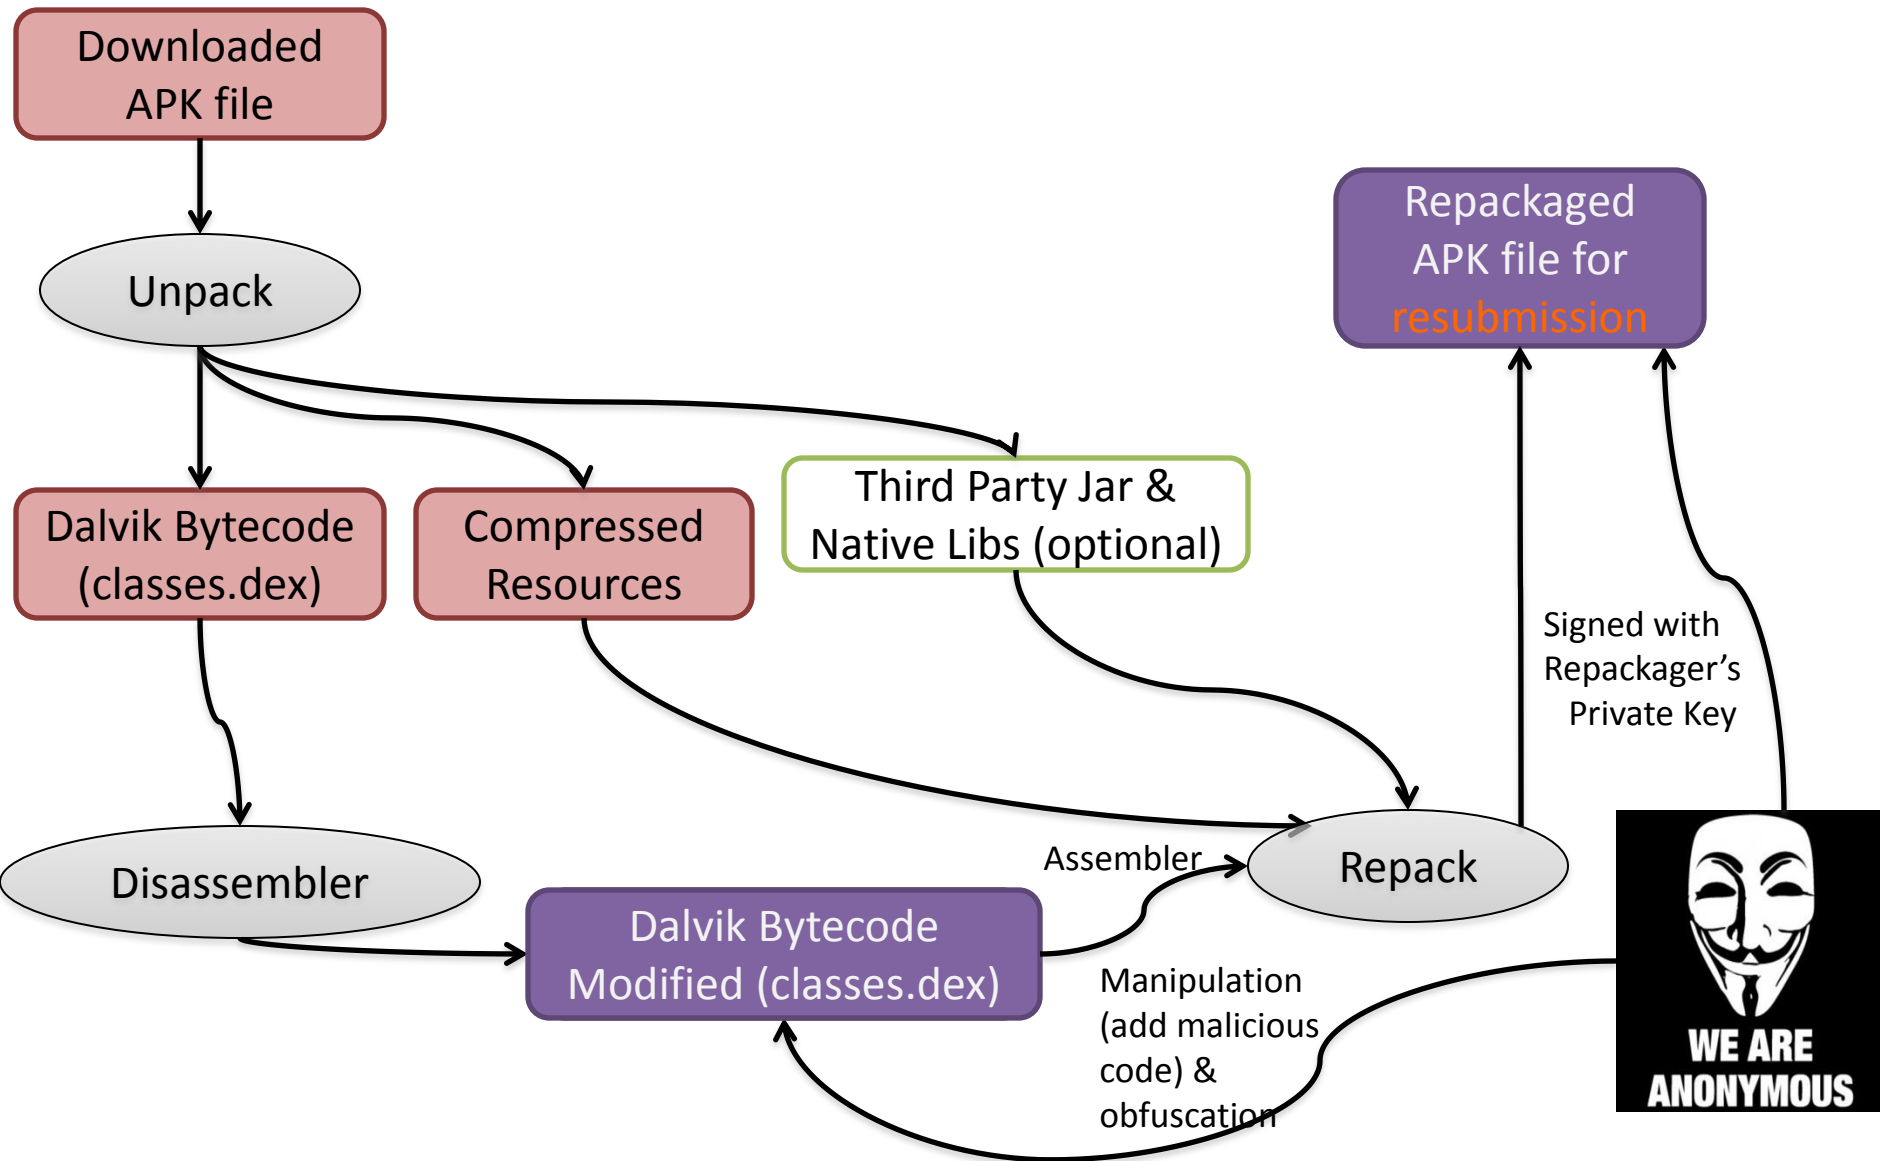 Downloaded
APK file
Unpack
Repackaged
APK file for
resubmission
Dalvik Bytecode
(classes.dex)
Compressed
Resources
Third Party Jar &
Native Libs (optional)
Signed with
Repackager’s
Private Key
Disassembler
Dalvik Bytecode
Modified (classes.dex)
Assembler
Repack
Manipulation
(add malicious
code) &
obfuscation
WE ARE
ANONYMOUS